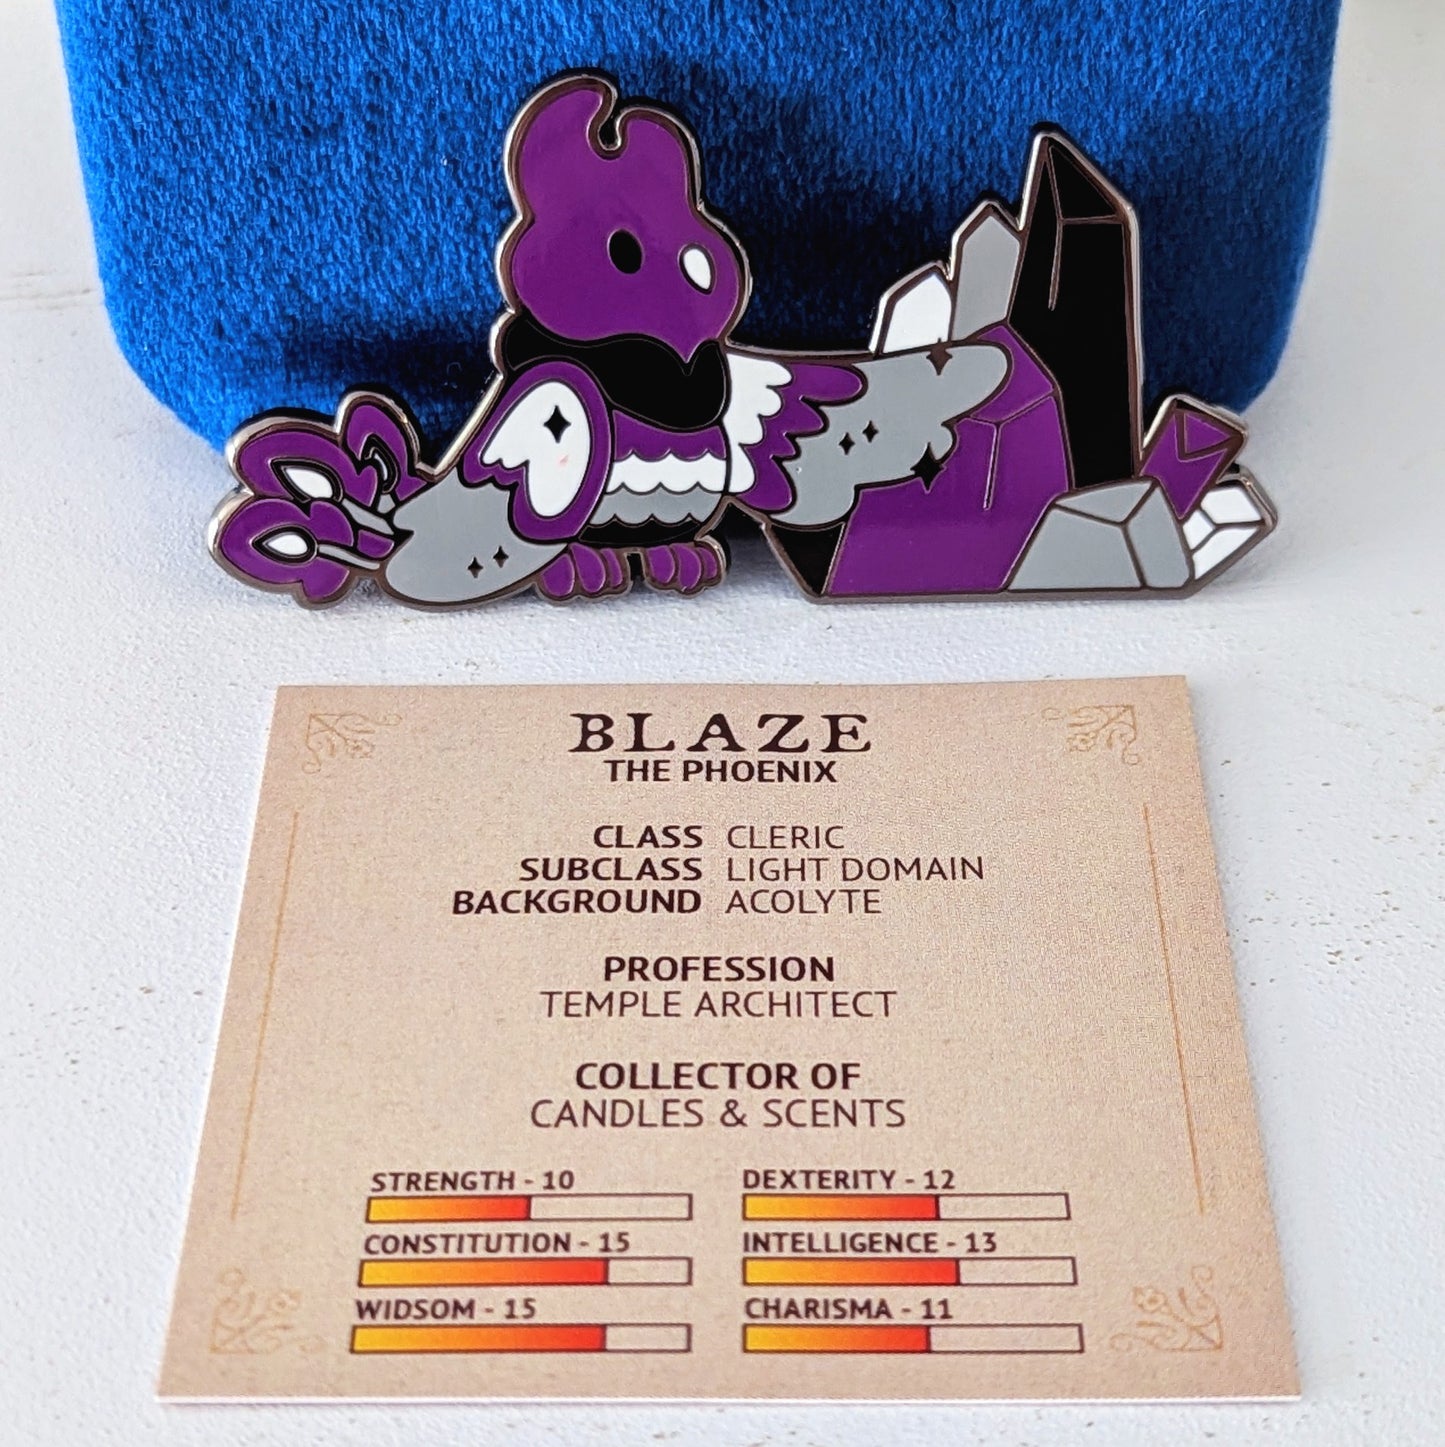 BLAZE
THE PHOENIX
CLASS CLERIC
SUBCLASS LIGHT DOMAIN
BACKGROUND ACOLYTE
PROFESSION
TEMPLE ARCHITECT
COLLECTOR OF
CANDLES & SCENTS
STRENGTH - 10 DEXTERITY - 12
CONSTITUTION - 15 INTELLIGENCE - 13
WIDSOM - 15 CHARISMA - 11